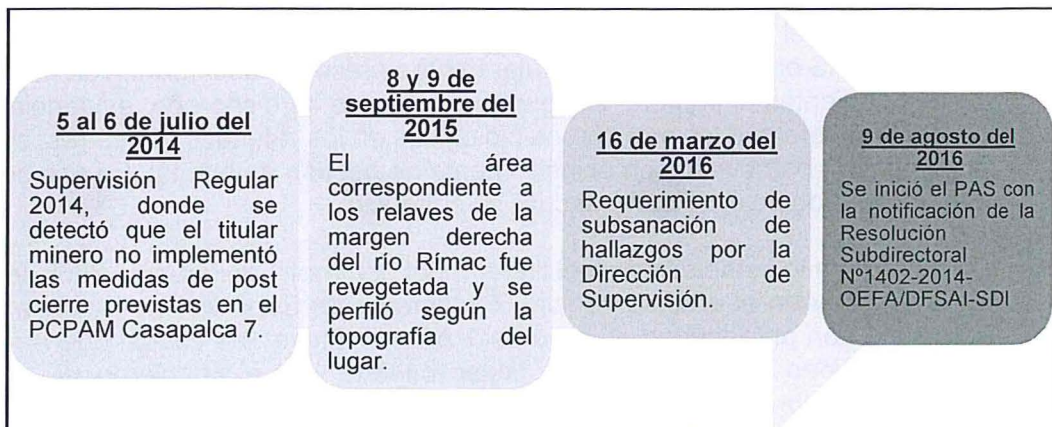 5 al 6 de julio del
2014
Supervisión Regular
2014, donde se
detectó que el titular
minero no implementó
las medidas de post
cierre previstas en el
PCPAM Casapalca 7.
8 y 9 de
septiembre del
2015
El área
correspondiente a
los relaves de la
margen derecha
del río Rímac fue
revegetada y se
perfiló según la
topografía del
lugar.
16 de marzo del
2016
Requerimiento de
subsanación de
hallazgos por la
Dirección de
Supervisión.
9 de agosto del
2016
Se inició el PAS con
la notificación de la
Resolución
Subdirectoral
Nº1402-2014-
OEFA/DFSAI-SDI